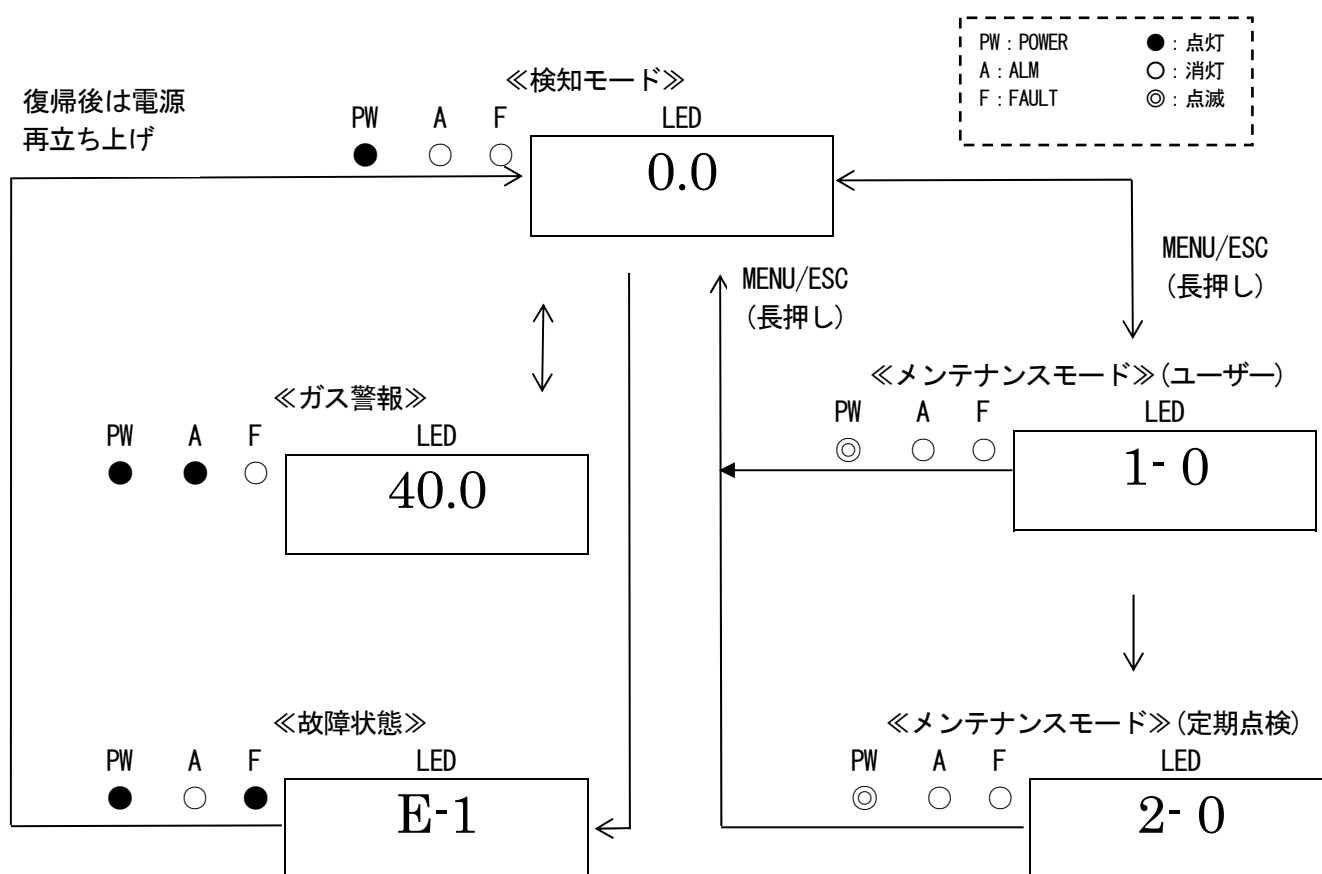 PW：POWER ●：点灯
A：ALM ○：消灯
F：FAULT ◎：点滅
≪検知モード≫
復帰後は電源
再立ち上げ
PW A F LED
● ○ ○
0.0
MENU/ESC
(長押し)
MENU/ESC
(長押し)
≪メンテナンスモード≫(ユーザー)
PW A F LED
◎ ○ ○
1- 0
≪ガス警報≫
PW A F LED
● ● ○
40.0
≪故障状態≫
PW A F LED
● ○ ●
E-1
≪メンテナンスモード≫(定期点検)
PW A F LED
◎ ○ ○
2- 0